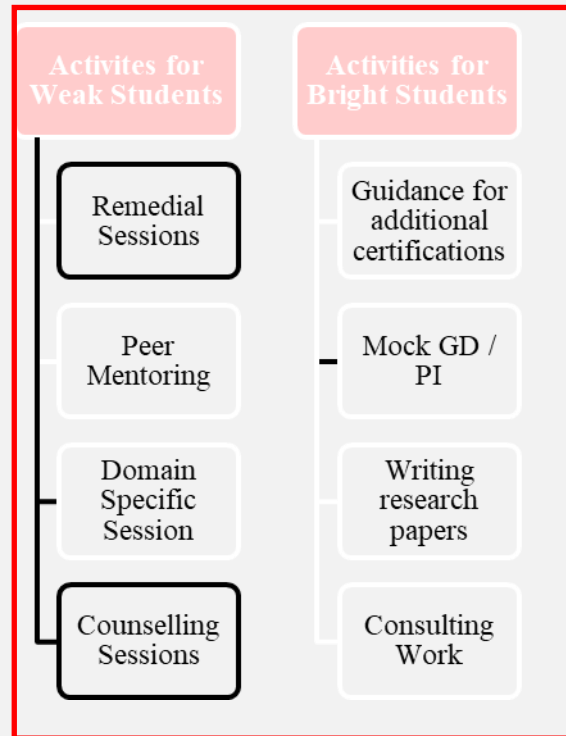 Activites for
Weak Students
Remedial
Sessions
Peer
Mentoring
Domain
Specific
Session
Counselling
Sessions
Activities for
Bright Students
Guidance for
additional
certifications
Mock GD /
PI
Writing
research
papers
Consulting
Work